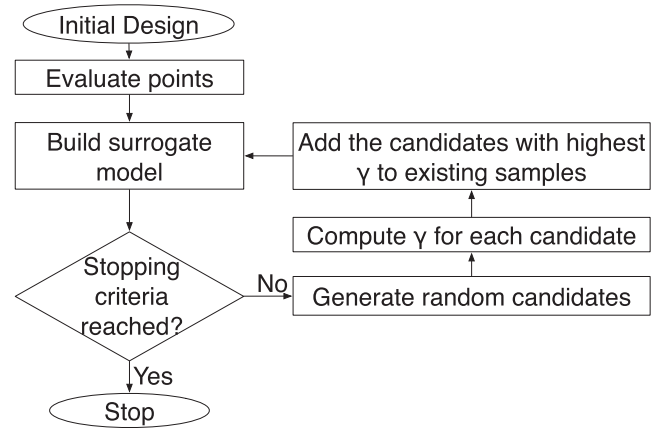 Initial Design
Evaluate points
Build surrogate
model
Add the candidates with highest
γ to existing samples
Compute γ for each candidate
Stopping
criteria
reached?
No
Generate random candidates
Yes
Stop